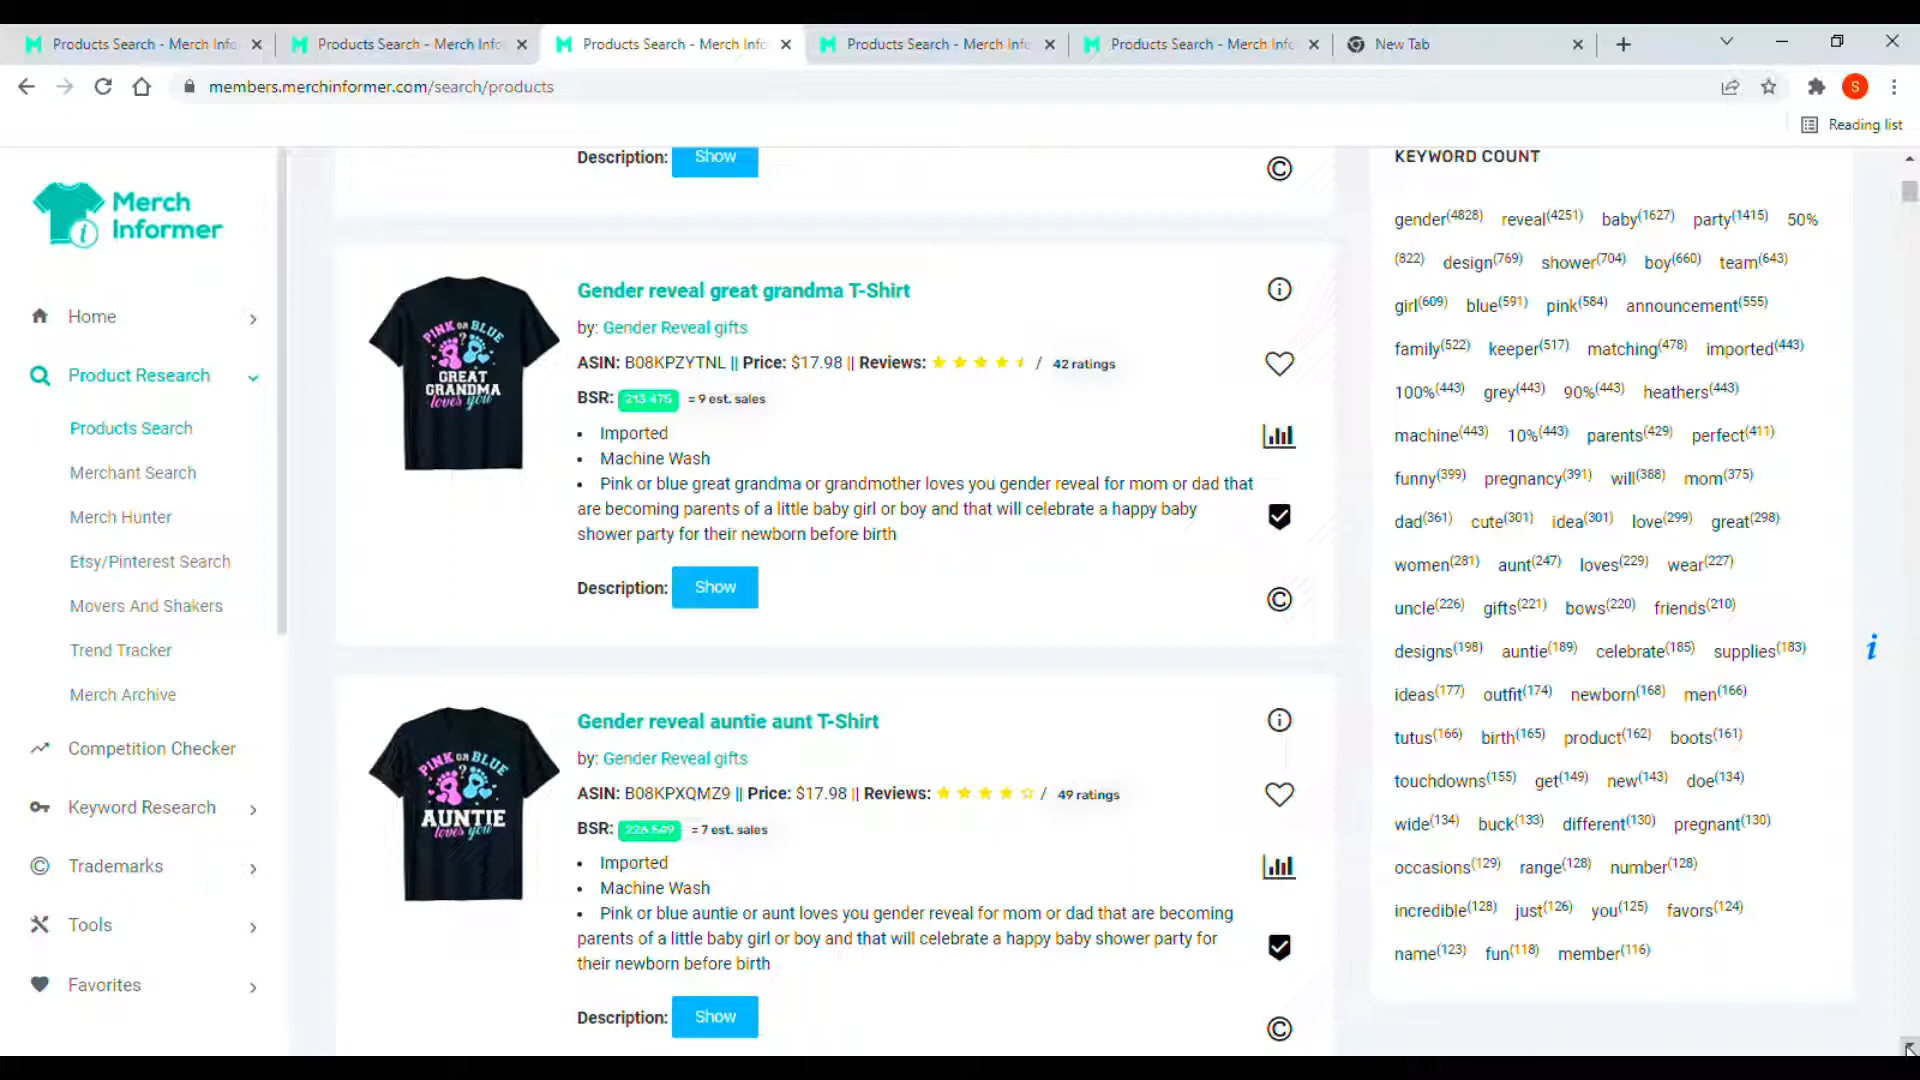 Products Search - Merch Info
Products Search - Merch Info
Products Search - Merch Info
Products Search - Merch Info
Products Search - Merch Info
New Tab
members.merchinformer.com/search/products
S
Reading list
Merch
Informer
Home
Product Research
Products Search
Merchant Search
Merch Hunter
Etsy/Pinterest Search
Movers And Shakers
Trend Tracker
Merch Archive
Competition Checker
Keyword Research
Trademarks
Tools
Favorites
Description: Show
Gender reveal great grandma T-Shirt
by: Gender Reveal gifts
ASIN: B08KPZYTNL || Price: $17.98 || Reviews: / 42 ratings
BSR: 213 475 = 9 est. sales
• Imported
• Machine Wash
• Pink or blue great grandma or grandmother loves you gender reveal for mom or dad that
are becoming parents of a little baby girl or boy and that will celebrate a happy baby
shower party for their newborn before birth
Description: Show
PINK OR BLUE
?
GREAT
GRANDMA
loves you
Gender reveal auntie aunt T-Shirt
by: Gender Reveal gifts
ASIN: B08KPXQMZ9 || Price: $17.98 || Reviews: / 49 ratings
BSR: 226 549 = 7 est. sales
• Imported
• Machine Wash
• Pink or blue auntie or aunt loves you gender reveal for mom or dad that are becoming
parents of a little baby girl or boy and that will celebrate a happy baby shower party for
their newborn before birth
Description: Show
PINK OR BLUE
?
AUNTIE
loves you
KEYWORD COUNT
gender(4828) reveal(4251) baby(1627) party(1415) 50%
(822) design(769) shower(704) boy(660) team(643)
girl(609) blue(591) pink(584) announcement(555)
family(522) keeper(517) matching(478) imported(443)
100%(443) grey(443) 90%(443) heathers(443)
machine(443) 10%(443) parents(429) perfect(411)
funny(399) pregnancy(391) will(388) mom(375)
dad(361) cute(301) idea(301) love(299) great(298)
women(281) aunt(247) loves(229) wear(227)
uncle(226) gifts(221) bows(220) friends(210)
designs(198) auntie(189) celebrate(185) supplies(183)
ideas(177) outfit(174) newborn(168) men(166)
tutus(166) birth(165) product(162) boots(161)
touchdowns(155) get(149) new(143) doe(134)
wide(134) buck(133) different(130) pregnant(130)
occasions(129) range(128) number(128)
incredible(128) just(126) you(125) favors(124)
name(123) fun(118) member(116)